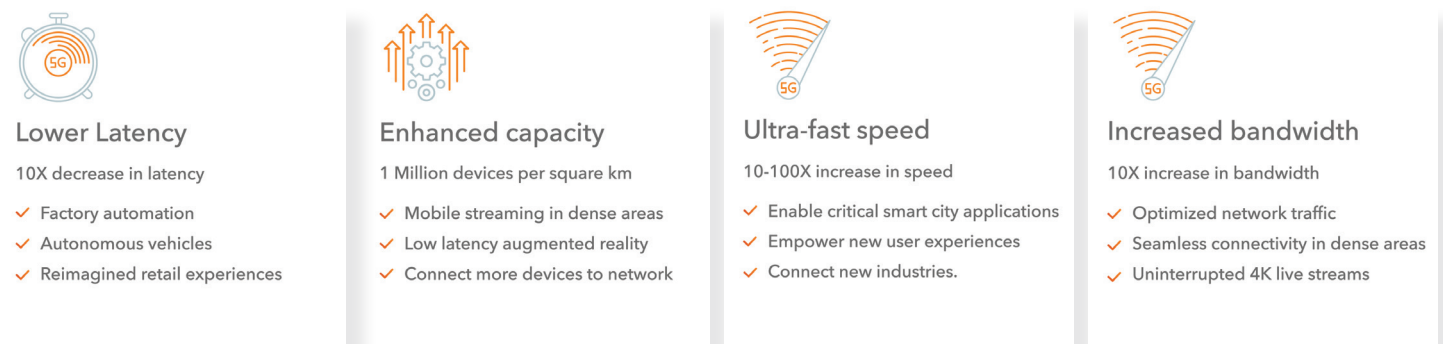 5G
Lower Latency
10X decrease in latency
Factory automation
Autonomous vehicles
Reimagined retail experiences
Enhanced capacity
1 Million devices per square km
Mobile streaming in dense areas
Low latency augmented reality
Connect more devices to network
5G
Ultra-fast speed
10-100X increase in speed
Enable critical smart city applications
Empower new user experiences
Connect new industries.
5G
Increased bandwidth
10X increase in bandwidth
Optimized network traffic
Seamless connectivity in dense areas
Uninterrupted 4K live streams